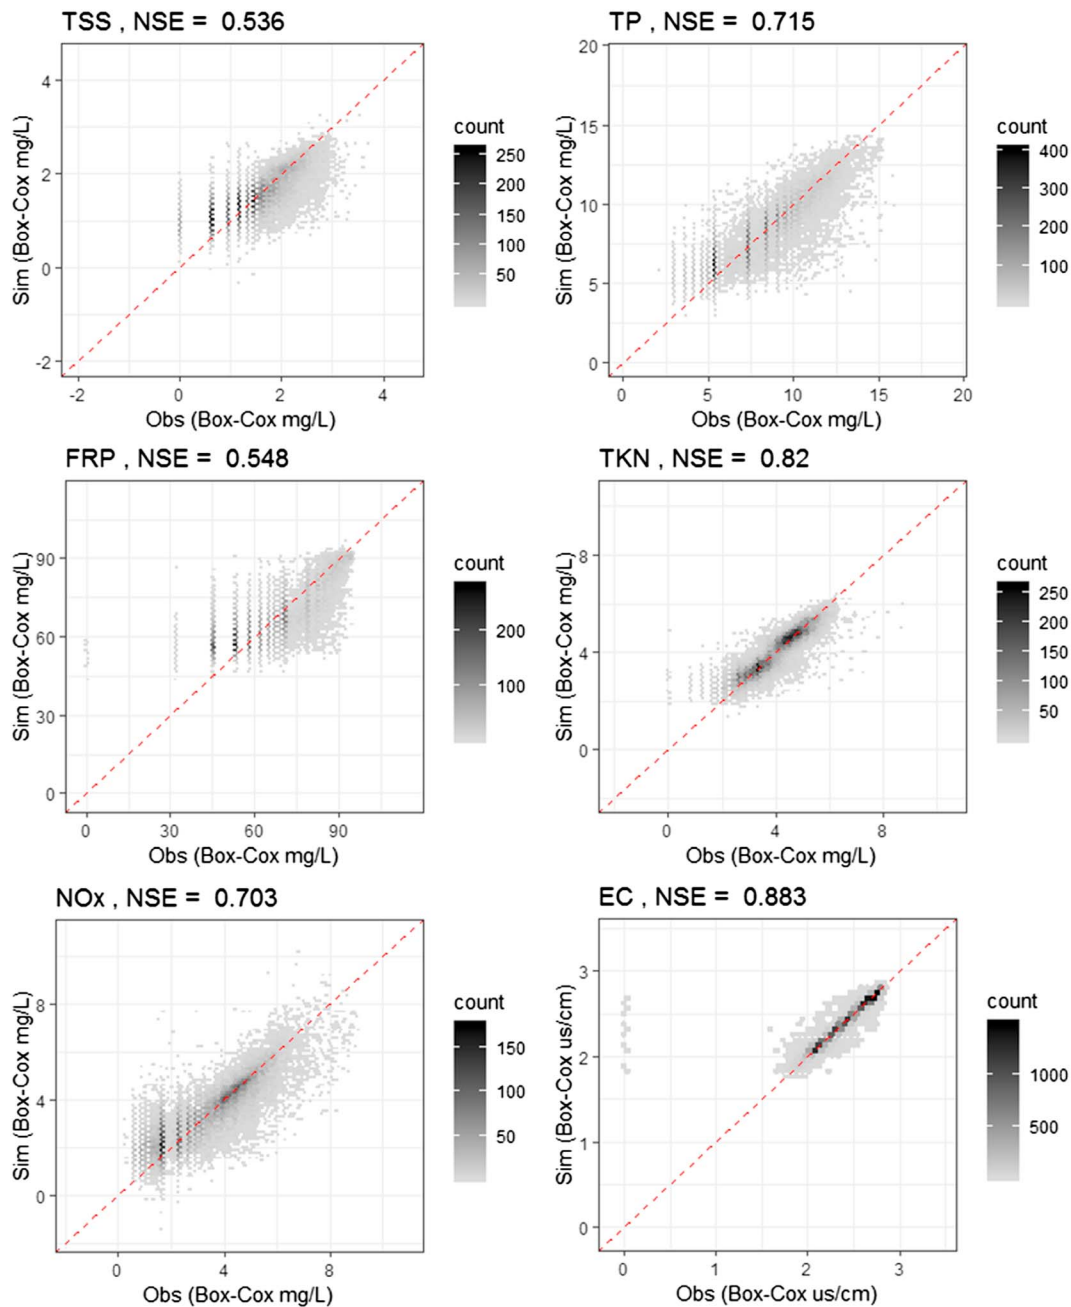 TSS , NSE = 0.536
4
2
0
-2
Sim (Box-Cox mg/L)
-2 0 2 4
Obs (Box-Cox mg/L)
count
250
200
150
100
50
TP , NSE = 0.715
20
15
10
5
0
Sim (Box-Cox mg/L)
0 5 10 15 20
Obs (Box-Cox mg/L)
count
400
300
200
100
FRP , NSE = 0.548
90
60
30
0
Sim (Box-Cox mg/L)
0 30 60 90
Obs (Box-Cox mg/L)
count
200
100
TKN , NSE = 0.82
8
4
0
Sim (Box-Cox mg/L)
0 4 8
Obs (Box-Cox mg/L)
count
250
200
150
100
50
NOx , NSE = 0.703
8
4
0
Sim (Box-Cox mg/L)
0 4 8
Obs (Box-Cox mg/L)
count
150
100
50
EC , NSE = 0.883
3
2
1
0
Sim (Box-Cox us/cm)
0 1 2 3
Obs (Box-Cox us/cm)
count
1000
500